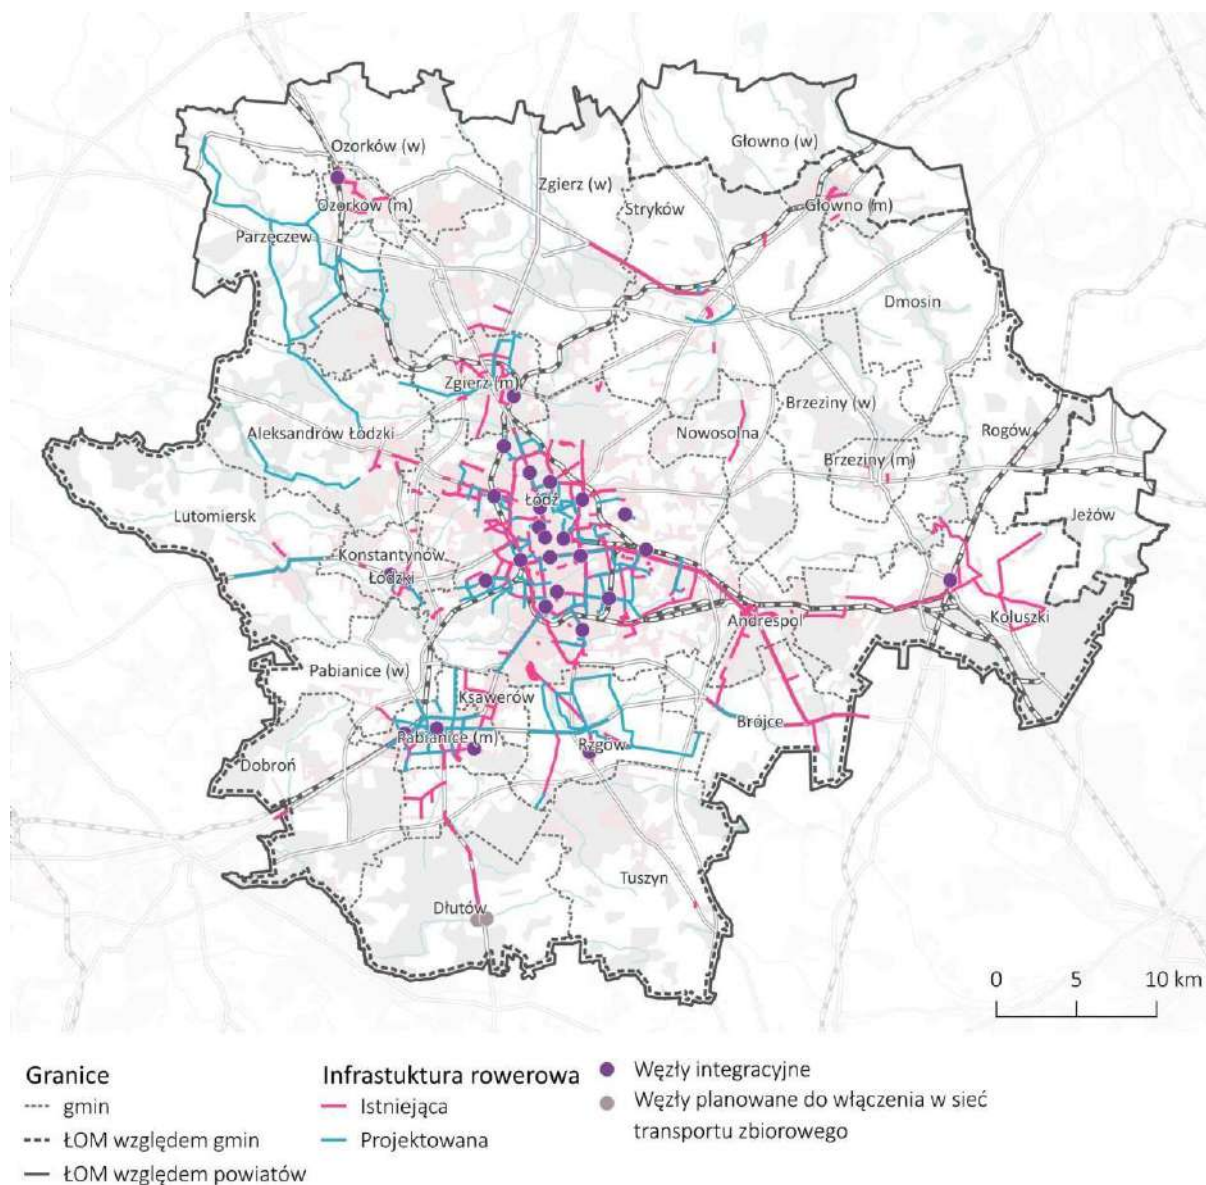 Ozorków (w)
Głowno (w)
Zgierz (w)
Stryków
Ozorków (m)
Głowno (m)
Parzęczew
Dmosin
Zgierz (m)
Brzeziny (w)
Aleksandrów Łódzki
Nowosolna
Rogów
Brzeziny (m)
Łódź
Lutomiersk
Jeżów
Konstantynów
Łódzki
Andrespol
Koluszki
Pabianice (w)
Ksawerów
Brójce
Pabianice (m)
Rzgów
Dobroń
Tuszyn
Dłutów
0 5 10 km
Granice
gmin
ŁOM względem gmin
ŁOM względem powiatów
Infrastuktura rowerowa
Istniejąca
Projektowana
Węzły integracyjne
Węzły planowane do włączenia w sieć
transportu zbiorowego